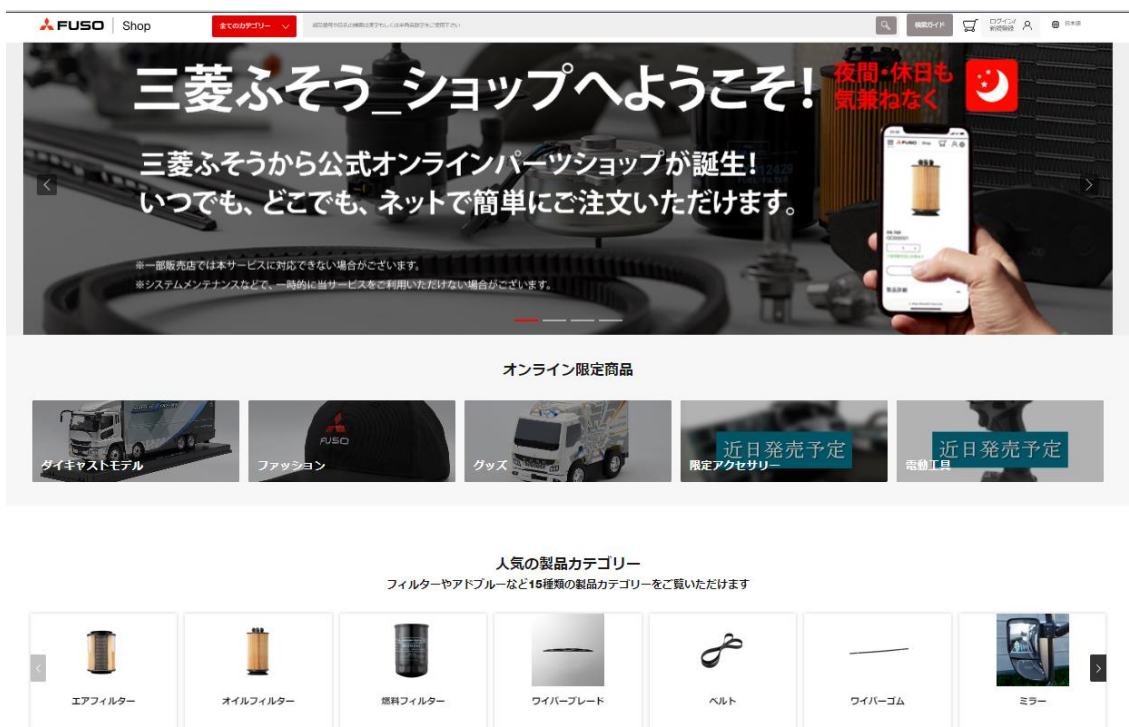 FUSO Shop
全てのカテゴリー
検索ガイド
ログイン/
新規登録
日本語
三菱ふそう_ショップへようこそ!
夜間・休日も
気兼ねなく
三菱ふそうから公式オンラインパーツショップが誕生!
いつでも、どこでも、ネットで簡単にご注文いただけます。
※一部販売店では本サービスに対応できない場合がございます。
※システムメンテナンスなどで、一時的に当サービスをご利用いただけない場合がございます。
オンライン限定商品
ダイキャストモデル
FUSO
ファッション
グッズ
近日発売予定
限定アクセサリー
近日発売予定
電動工具
人気の製品カテゴリー
フィルターやアドブルーなど15種類の製品カテゴリーをご覧いただけます
エアフィルター
オイルフィルター
燃料フィルター
ワイパーブレード
ベルト
ワイパーゴム
ミラー